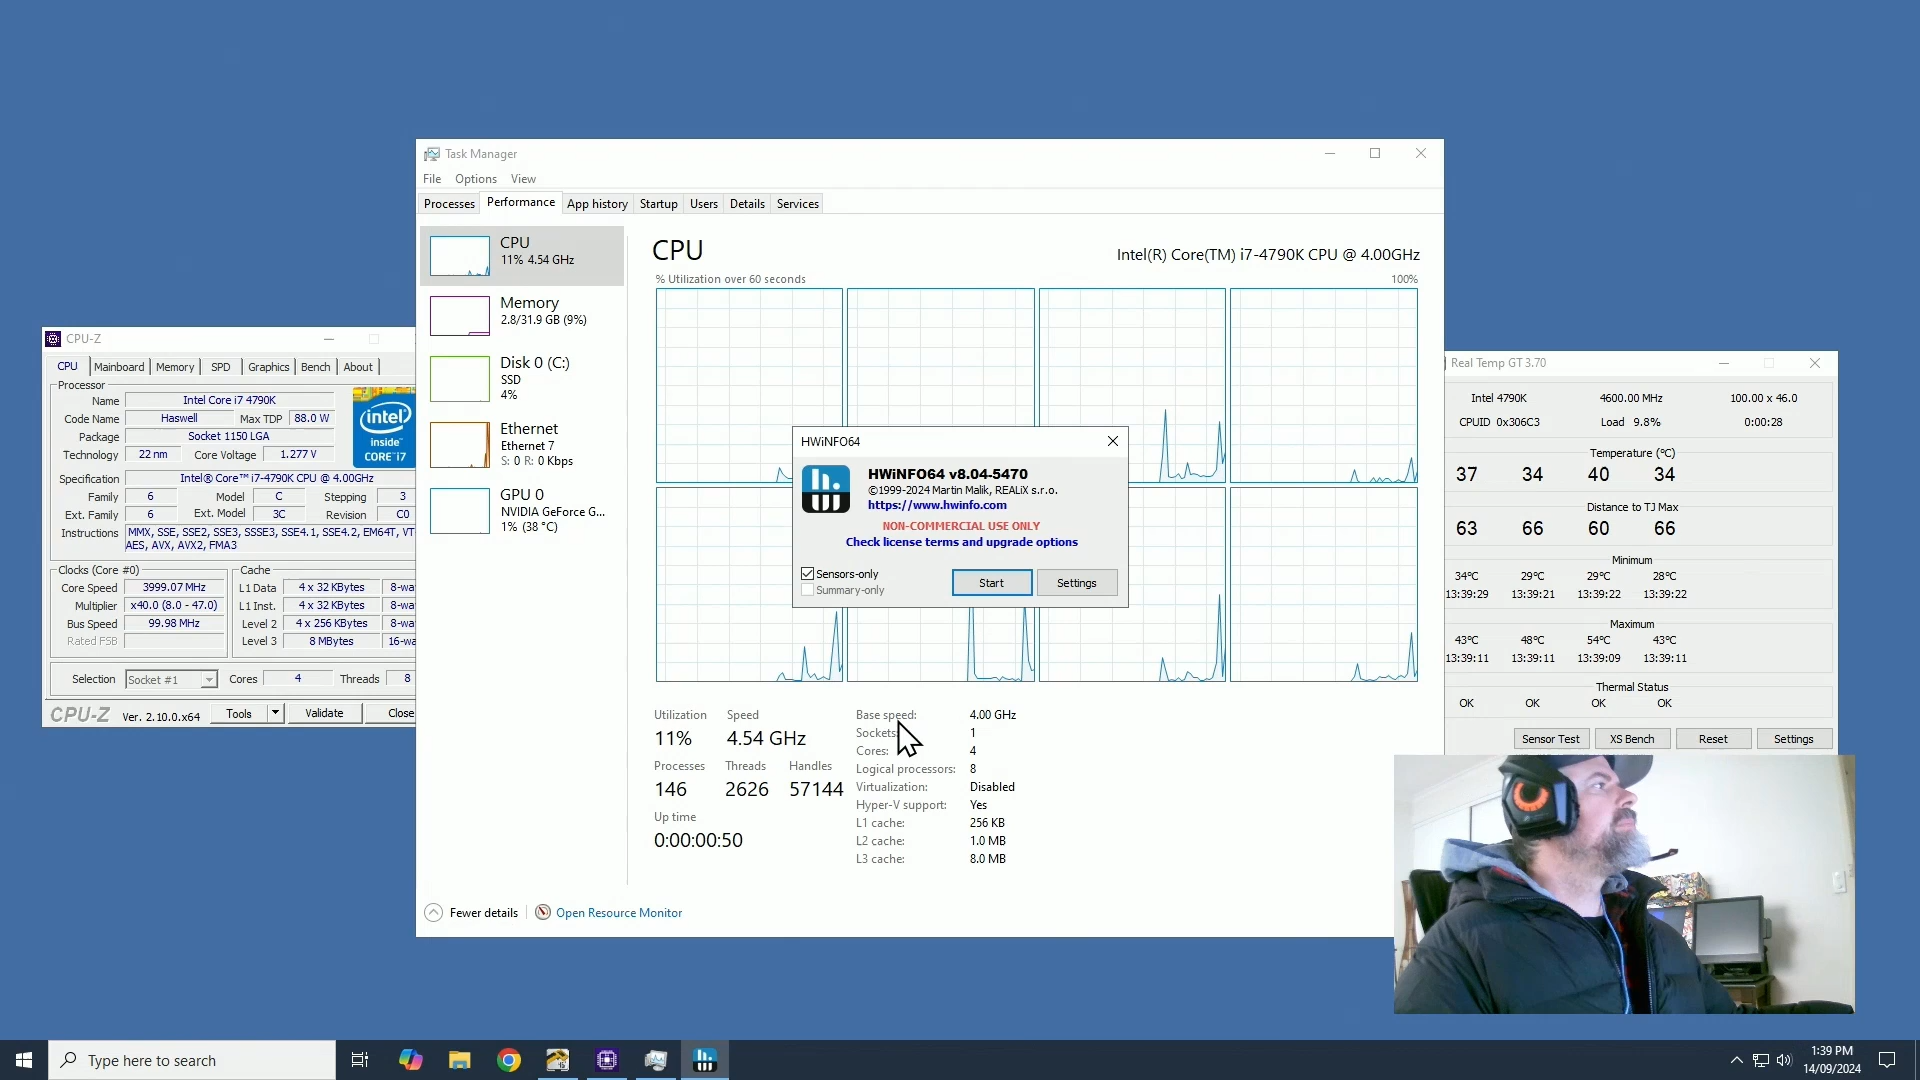 Task Manager
File Options View
Processes Performance App history Startup Users Details Services
CPU
11% 4.54 GHz
Memory
2.8/31.9 GB (9%)
Disk 0 (C:)
SSD
4%
Ethernet
Ethernet 7
S: 0 R: 0 Kbps
GPU 0
NVIDIA GeForce G...
1% (38 °C)
CPU
Intel(R) Core(TM) i7-4790K CPU @ 4.00GHz
% Utilization over 60 seconds
100%
Utilization Speed
11% 4.54 GHz
Processes Threads Handles
146 2626 57144
Up time
0:00:00:50
Base speed: 4.00 GHz
Sockets: 1
Cores: 4
Logical processors: 8
Virtualization: Disabled
Hyper-V support: Yes
L1 cache: 256 KB
L2 cache: 1.0 MB
L3 cache: 8.0 MB
Fewer details
Open Resource Monitor
HWiNFO64
HWiNFO64 v8.04-5470
©1999-2024 Martin Malik, REALiX s.r.o.
https://www.hwinfo.com
NON-COMMERCIAL USE ONLY
Check license terms and upgrade options
Sensors-only
Summary-only
Start
Settings
CPU-Z
CPU Mainboard Memory SPD Graphics Bench About
Processor
Name Intel Core i7 4790K
Code Name Haswell Max TDP 88.0 W
Package Socket 1150 LGA
Technology 22 nm Core Voltage 1.277 V
intel
inside
CORE i7
Specification Intel® Core™ i7-4790K CPU @ 4.00GHz
Family 6 Model C Stepping 3
Ext. Family 6 Ext. Model 3C Revision C0
Instructions MMX, SSE, SSE2, SSE3, SSSE3, SSE4.1, SSE4.2, EM64T, VT
AES, AVX, AVX2, FMA3
Clocks (Core #0)
Core Speed 3999.07 MHz
Multiplier x40.0 (8.0 - 47.0)
Bus Speed 99.98 MHz
Rated FSB
Cache
L1 Data 4 x 32 KBytes 8-wa
L1 Inst. 4 x 32 KBytes 8-wa
Level 2 4 x 256 KBytes 8-wa
Level 3 8 MBytes 16-wa
Selection Socket #1 Cores 4 Threads 8
CPU-Z Ver. 2.10.0.x64 Tools Validate Close
Real Temp GT 3.70
Intel 4790K 4600.00 MHz 100.00 x 46.0
CPUID 0x306C3 Load 9.8% 0:00:28
Temperature (°C)
37 34 40 34
Distance to TJ Max
63 66 60 66
Minimum
34°C 29°C 29°C 28°C
13:39:29 13:39:21 13:39:22 13:39:22
Maximum
43°C 48°C 54°C 43°C
13:39:11 13:39:11 13:39:09 13:39:11
Thermal Status
OK OK OK OK
Sensor Test XS Bench Reset Settings
Type here to search
1:39 PM
14/09/2024